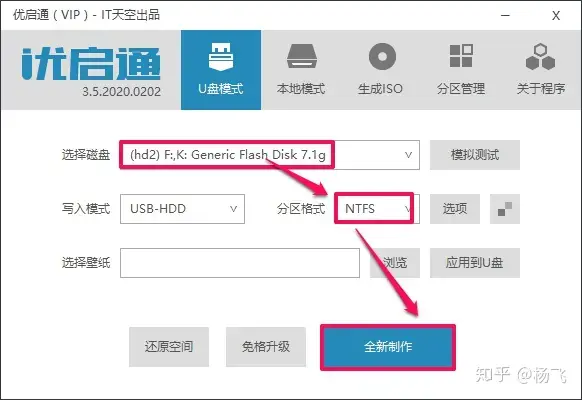 优启通（VIP）- IT天空出品
优启通
3.5.2020.0202
U盘模式
本地模式
生成ISO
分区管理
关于程序
选择磁盘
(hd2) F:,K: Generic Flash Disk 7.1g
模拟测试
写入模式
USB-HDD
分区格式
NTFS
选项
选择壁纸
浏览
应用到U盘
还原空间
免格升级
全新制作
知乎 @杨飞